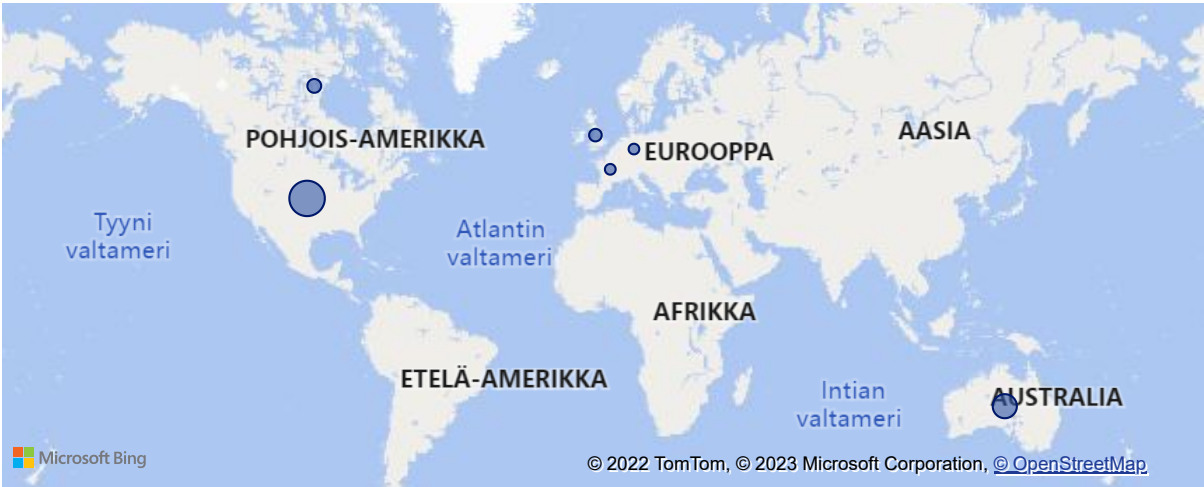 AASIA
POHJOIS-AMERIKKA
EUROOPPA
Tyyni
valtameri
Atlantin
valtameri
AFRIKKA
ETELÄ-AMERIKKA
Intian
valtameri
AUSTRALIA
Microsoft Bing
© 2022 TomTom, © 2023 Microsoft Corporation, © OpenStreetMap